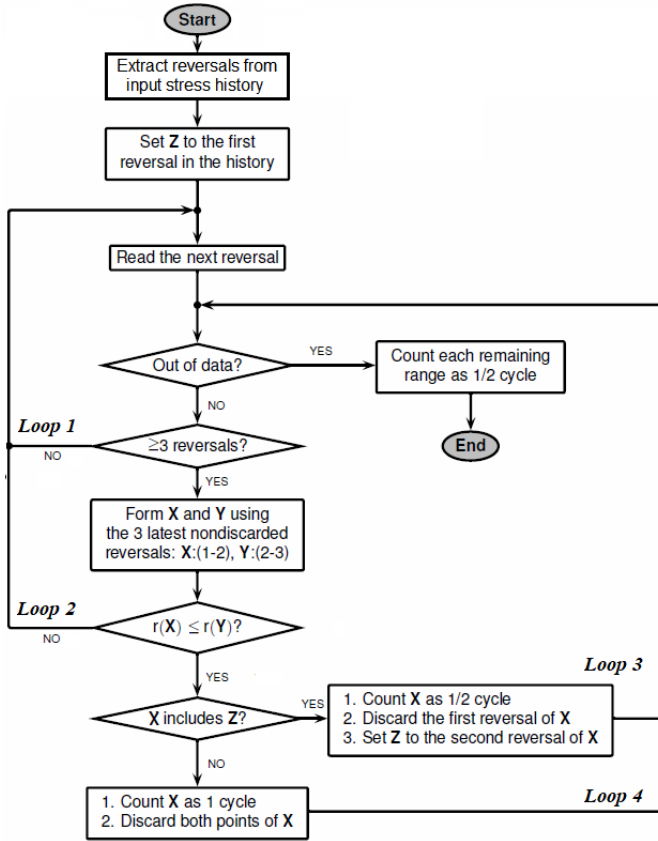 Start
Extract reversals from
input stress history
Set Z to the first
reversal in the history
Read the next reversal
Out of data?
YES
Count each remaining
range as 1/2 cycle
NO
End
Loop 1
≥3 reversals?
NO
YES
Form X and Y using
the 3 latest nondiscarded
reversals: X:(1-2), Y:(2-3)
Loop 2
r(X) ≤ r(Y)?
NO
YES
Loop 3
X includes Z?
YES
1. Count X as 1/2 cycle
2. Discard the first reversal of X
3. Set Z to the second reversal of X
NO
1. Count X as 1 cycle
2. Discard both points of X
Loop 4